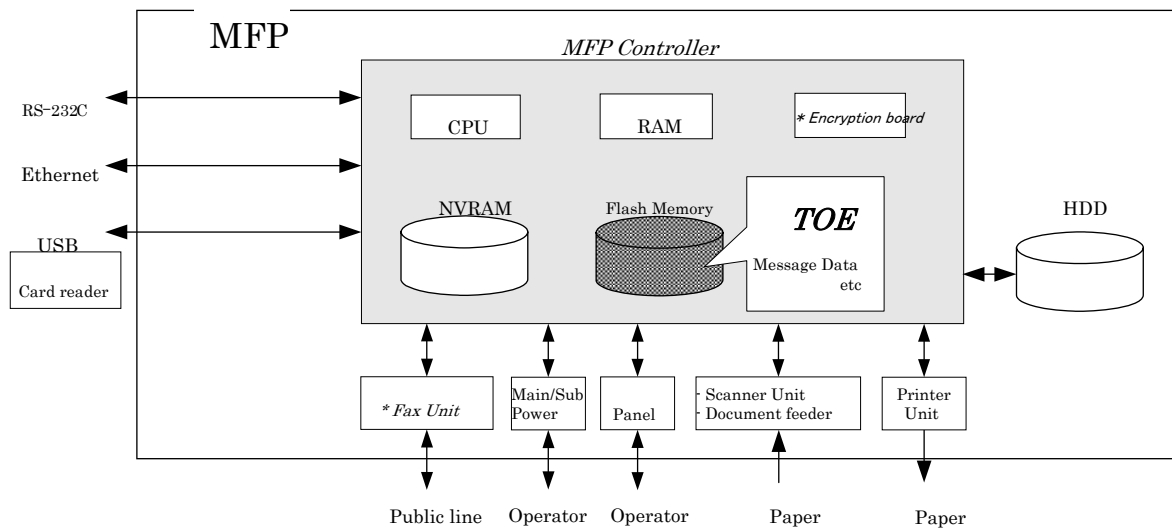 MFP
MFP Controller
RS-232C
CPU
RAM
* Encryption board
Ethernet
NVRAM
Flash Memory
TOE
HDD
USB
Message Data
etc
Card reader
* Fax Unit
Main/Sub
Power
Panel
- Scanner Unit
- Document feeder
Printer
Unit
Public line
Operator
Operator
Paper
Paper